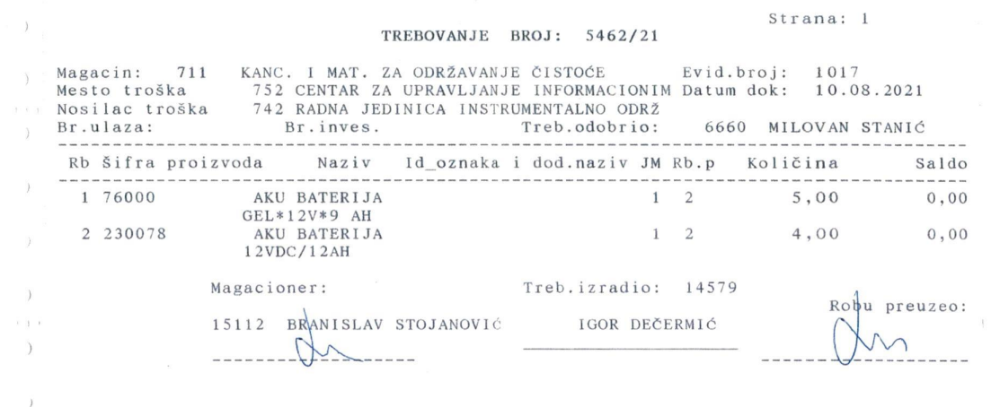 Strana: 1
TREBOVANJE BROJ: 5462/21
Magacin: 711 KANC. I MAT. ZA ODRŽAVANJE ČISTOĆE Evid.broj: 1017
Mesto troška 752 CENTAR ZA UPRAVLJANJE INFORMACIONIM Datum dok: 10.08.2021
Nosilac troška 742 RADNA JEDINICA INSTRUMENTALNO ODRŽ
Br.ulaza: Br.inves. Treb.odobrio: 6660 MILOVAN STANIĆ
Rb Šifra proizvoda Naziv Id_oznaka i dod.naziv JM Rb.p Količina Saldo
1 76000 AKU BATERIJA 1 2 5,00 0,00
GEL*12V*9 AH
2 230078 AKU BATERIJA 1 2 4,00 0,00
12VDC/12AH
Magacioner: Treb.izradio: 14579
Robu preuzeo:
15112 BRANISLAV STOJANOVIĆ IGOR DEČERMIĆ